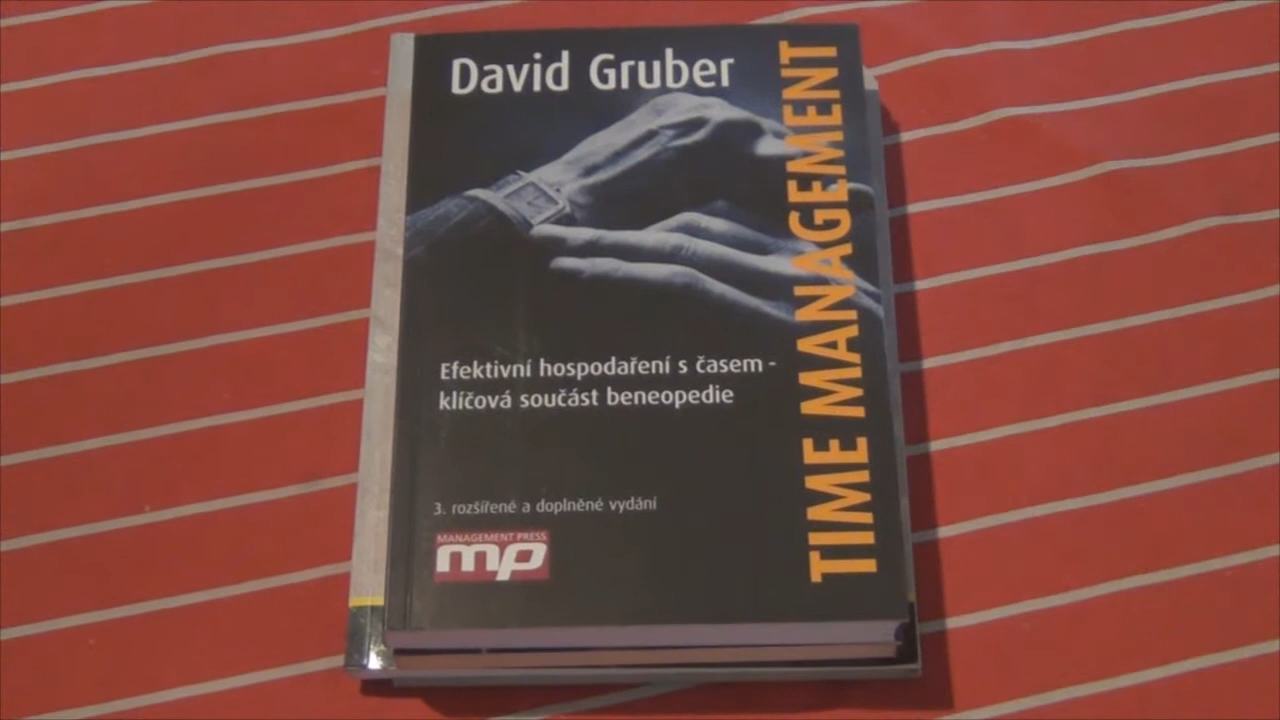 David Gruber
TIME MANAGEMENT
Efektivní hospodaření s časem -
klíčová součást beneopedie
3. rozšířené a doplněné vydání
MANAGEMENT PRESS
mp